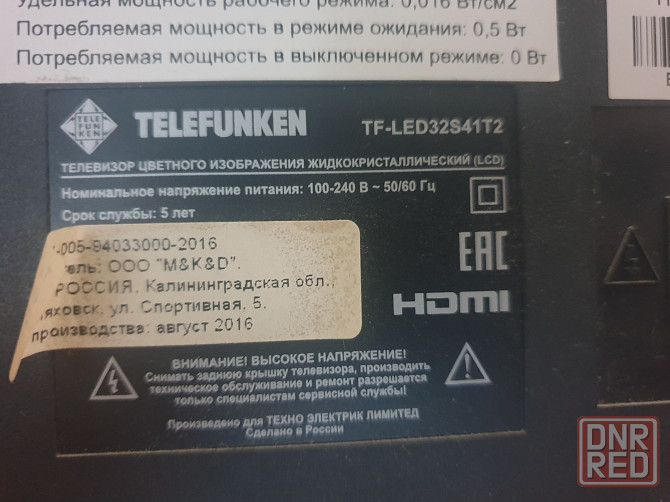 Удельная мощность рабочего режима: 0,016 Вт/см2
Потребляемая мощность в режиме ожидания: 0,5 Вт
Потребляемая мощность в выключенном режиме: 0 Вт
TELE
FUN
KEN
TELEFUNKEN
TF-LED32S41T2
ТЕЛЕВИЗОР ЦВЕТНОГО ИЗОБРАЖЕНИЯ ЖИДКОКРИСТАЛЛИЧЕСКИЙ (LCD)
Номинальное напряжение питания: 100-240 В ~ 50/60 Гц
Срок службы: 5 лет
-005-94033000-2016
тель: ООО "M&K&D".
РОССИЯ, Калининградская обл.,
яховск, ул. Спортивная, 5.
производства: август 2016
EAC
HDMI
ВНИМАНИЕ! ВЫСОКОЕ НАПРЯЖЕНИЕ!
Снимать заднюю крышку телевизора, производить
техническое обслуживание и ремонт разрешается
только специалистам сервисной службы!
Произведено для ТЕХНО ЭЛЕКТРИК ЛИМИТЕД
Сделано в России
DNR
RED